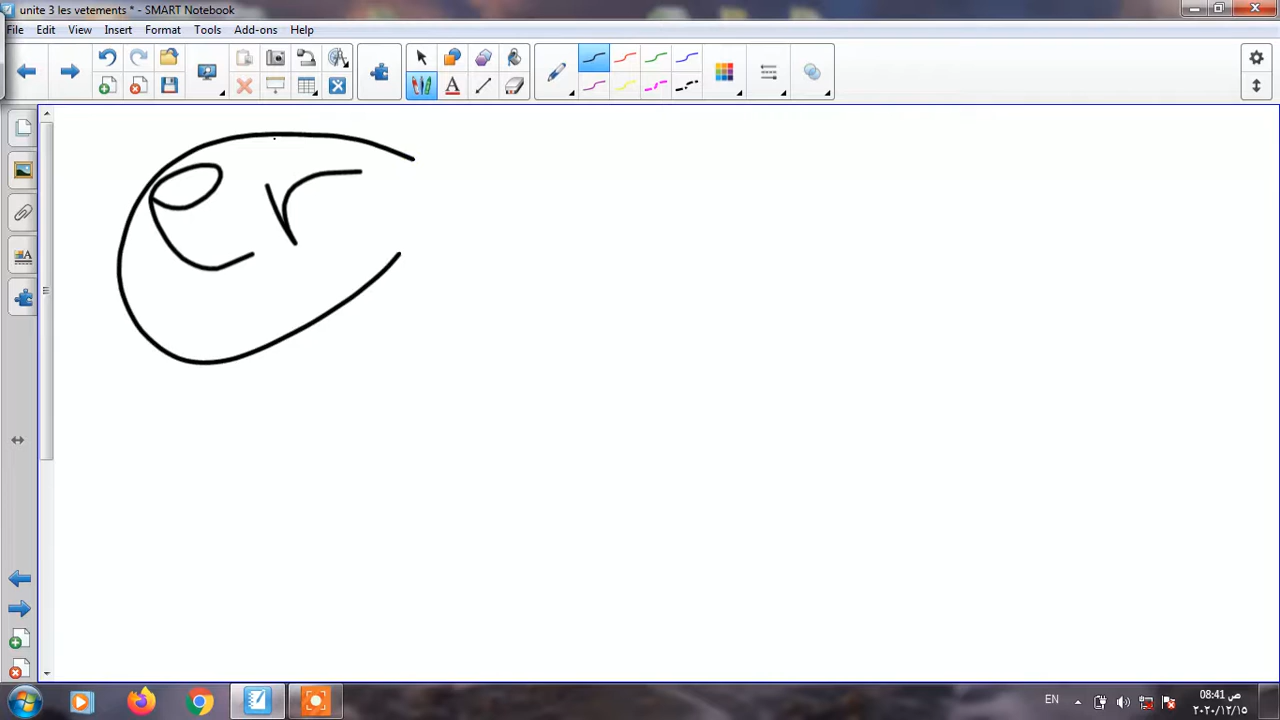 unite 3 les vetements * - SMART Notebook
File Edit View Insert Format Tools Add-ons Help
er
EN
08:41 ص
٢٠٢٠/١٢/١٥